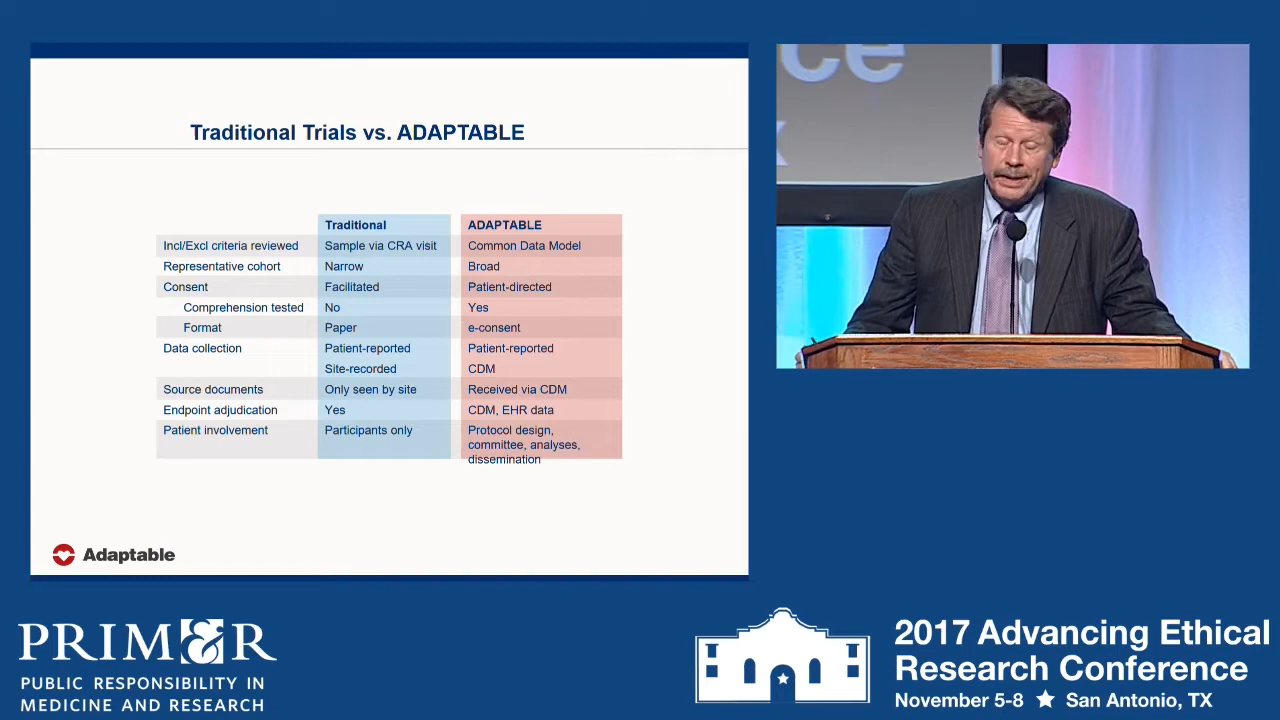 Traditional Trials vs. ADAPTABLE
Traditional ADAPTABLE
Incl/Excl criteria reviewed Sample via CRA visit Common Data Model
Representative cohort Narrow Broad
Consent Facilitated Patient-directed
Comprehension tested No Yes
Format Paper e-consent
Data collection Patient-reported Patient-reported
Site-recorded CDM
Source documents Only seen by site Received via CDM
Endpoint adjudication Yes CDM, EHR data
Patient involvement Participants only Protocol design,
committee, analyses,
dissemination
Adaptable
ce
PRIM&R
PUBLIC RESPONSIBILITY IN
MEDICINE AND RESEARCH
2017 Advancing Ethical
Research Conference
November 5-8 ★ San Antonio, TX